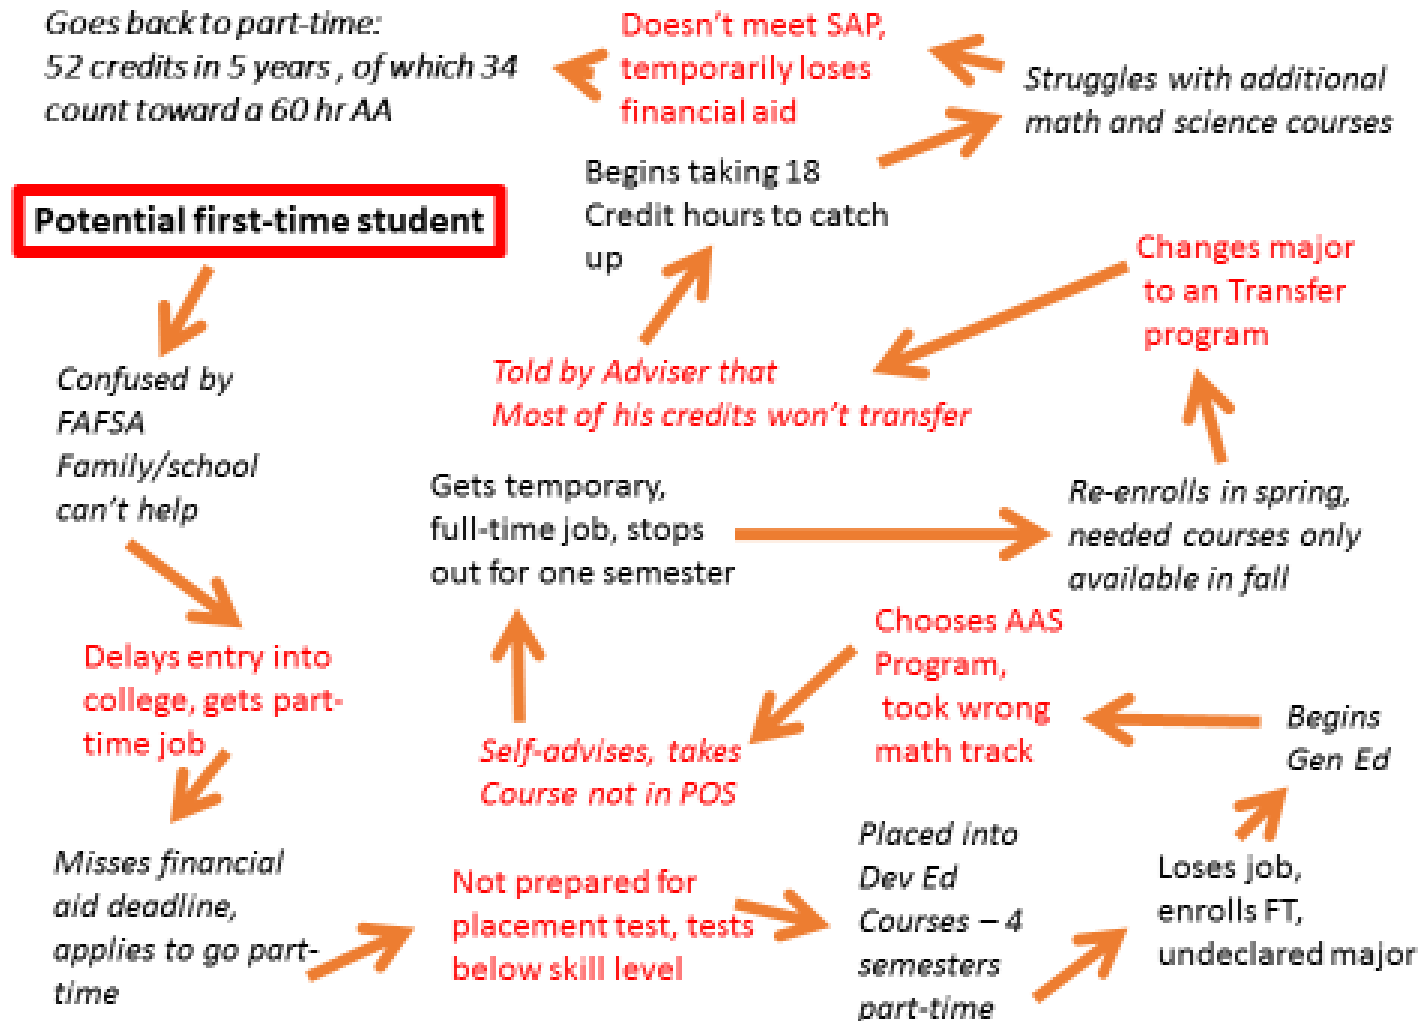 Goes back to part-time:
52 credits in 5 years , of which 34
count toward a 60 hr AA
Doesn't meet SAP,
temporarily loses
financial aid
Struggles with additional
math and science courses
Begins taking 18
Credit hours to catch
up
Potential first-time student
Changes major
to an Transfer
program
Confused by
FAFSA
Family/school
can't help
Told by Adviser that
Most of his credits won't transfer
Gets temporary,
full-time job, stops
out for one semester
Re-enrolls in spring,
needed courses only
available in fall
Delays entry into
college, gets part-
time job
Chooses AAS
Program,
took wrong
math track
Self-advises, takes
Course not in POS
Begins
Gen Ed
Misses financial
aid deadline,
applies to go part-
time
Not prepared for
placement test, tests
below skill level
Placed into
Dev Ed
Courses – 4
semesters
part-time
Loses job,
enrolls FT,
undeclared major